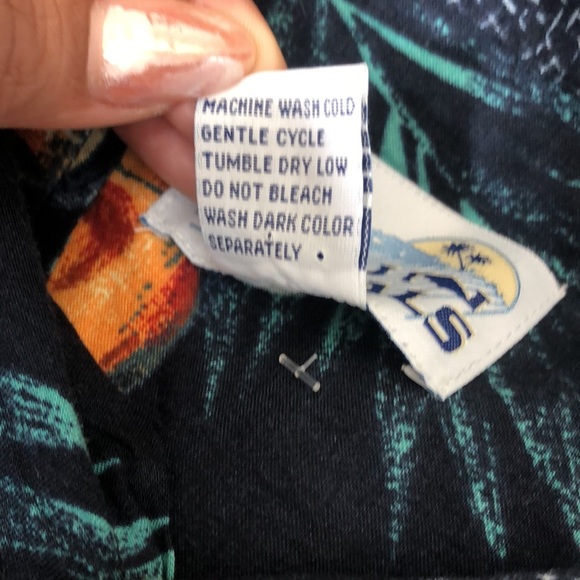 MACHINE WASH COLD
GENTLE CYCLE
TUMBLE DRY LOW
DO NOT BLEACH
WASH DARK COLOR
SEPARATELY